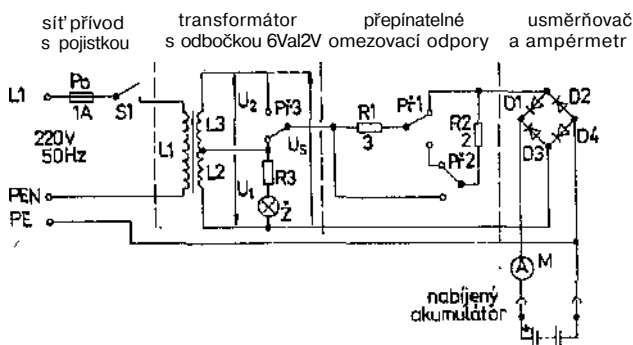 síť přívod
s pojistkou
transformátor
s odbočkou 6Val2V
přepínatelné
omezovací odpory
usměrňovač
a ampérmetr
L1
Po
1A
S1
220V
50Hz
PEN
PE
L1
L3
L2
U2
Př3
Us
U1
R3
Ž
R1
3
Př1
R2
2
Př2
D1
D2
D3
D4
A
M
nabíjený
akumulátor